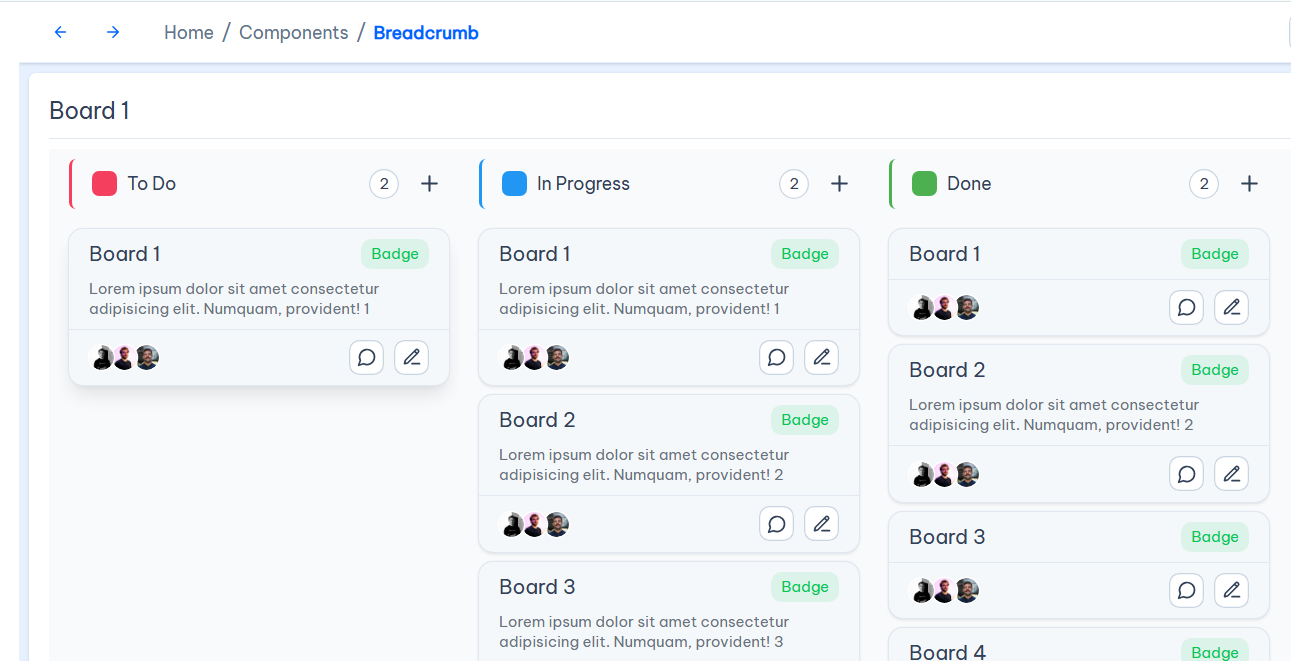 Home / Components / Breadcrumb
Board 1
To Do 2 +
Board 1 Badge
Lorem ipsum dolor sit amet consectetur
adipisicing elit. Numquam, provident! 1
In Progress 2 +
Board 1 Badge
Lorem ipsum dolor sit amet consectetur
adipisicing elit. Numquam, provident! 1
Board 2 Badge
Lorem ipsum dolor sit amet consectetur
adipisicing elit. Numquam, provident! 2
Board 3 Badge
Lorem ipsum dolor sit amet consectetur
adipisicing elit. Numquam, provident! 3
Done 2 +
Board 1 Badge
Board 2 Badge
Lorem ipsum dolor sit amet consectetur
adipisicing elit. Numquam, provident! 2
Board 3 Badge
Board 4 Badge